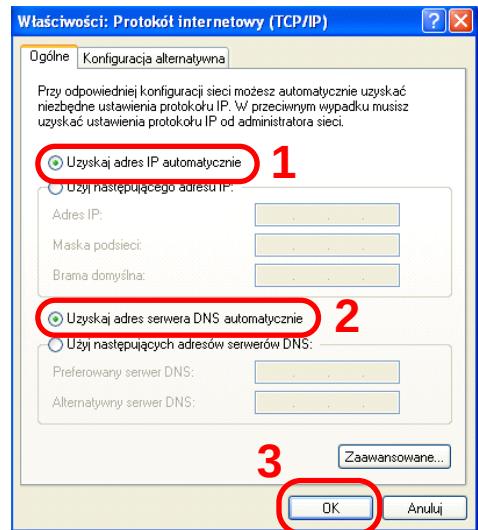 Właściwości: Protokół internetowy (TCP/IP)
Ogólne
Konfiguracja alternatywna
Przy odpowiedniej konfiguracji sieci możesz automatycznie uzyskać
niezbędne ustawienia protokołu IP. W przeciwnym wypadku musisz
uzyskać ustawienia protokołu IP od administratora sieci.
Uzyskaj adres IP automatycznie
1
Użyj następującego adresu IP:
Adres IP:
Maska podsieci:
Brama domyślna:
Uzyskaj adres serwera DNS automatycznie
2
Użyj następujących adresów serwerów DNS:
Preferowany serwer DNS:
Alternatywny serwer DNS:
Zaawansowane...
3
OK
Anuluj